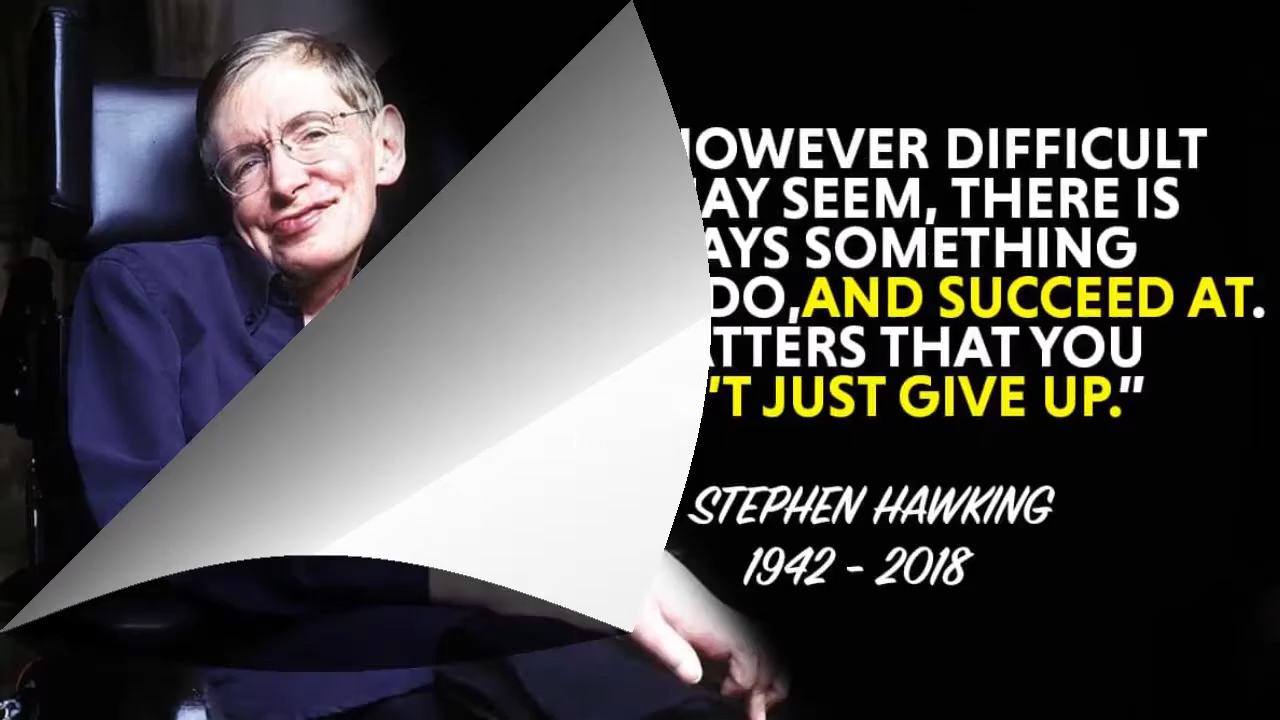 OWEVER DIFFICULT
AY SEEM, THERE IS
AYS SOMETHING
DO,AND SUCCEED AT.
TTERS THAT YOU
'T JUST GIVE UP."
STEPHEN HAWKING
1942 - 2018